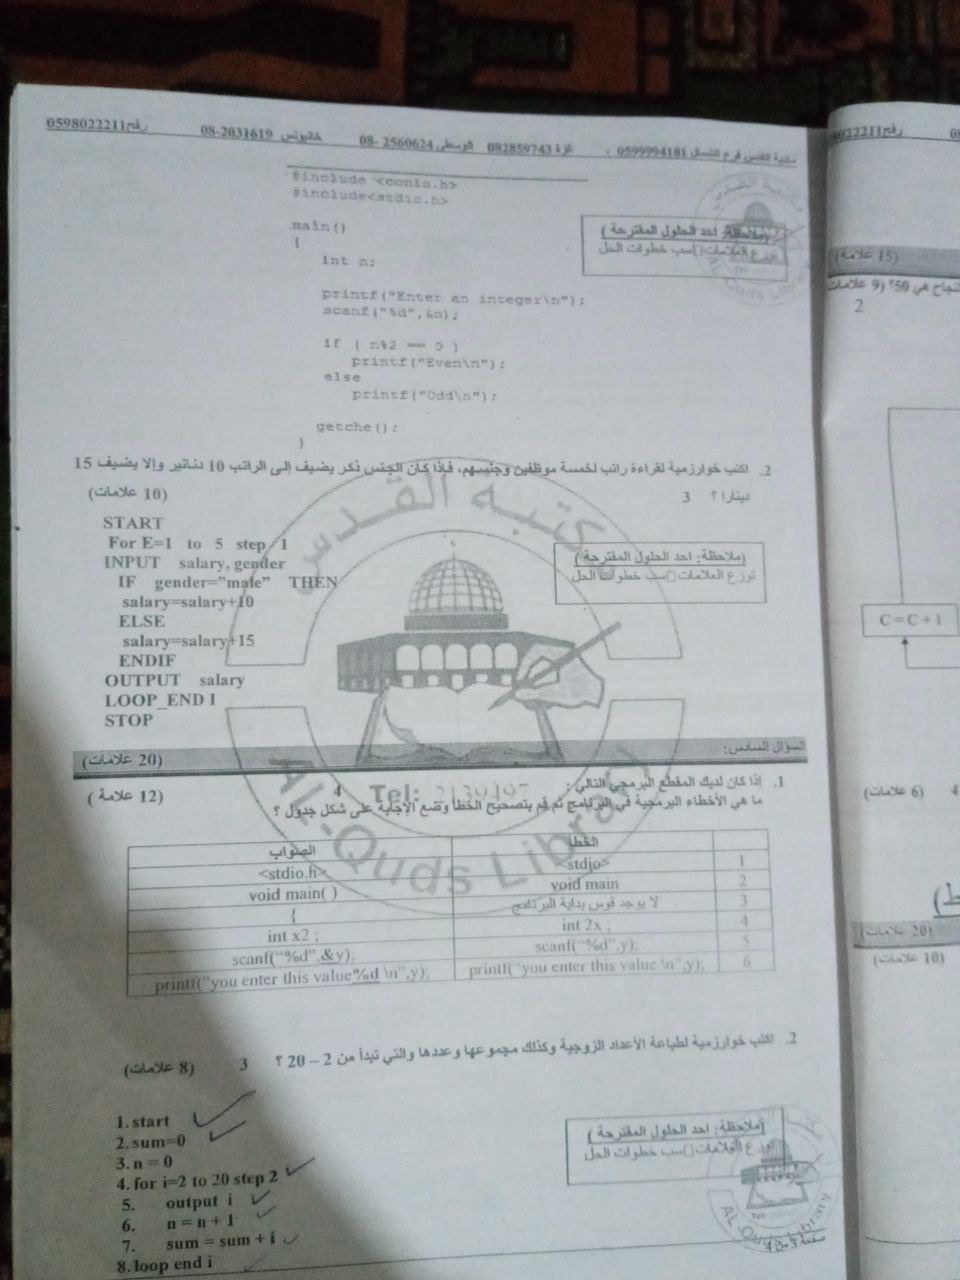 مكتبة القدس فرع الشمال 0599994181 - غزة 082859743 الوسطى 2560624 -08 خانيونس 2031619-08 رفح 0598022211
#include <conio.h>
#include<stdio.h>
main()
{
int n;
printf("Enter an integer\n");
scanf("%d",&n);
if ( n%2 == 0 )
printf("Even\n");
else
printf("Odd\n");
getche();
}
(ملاحظة: احد الحلول المقترحة )
توزع العلامات حسب خطوات الحل
2. اكتب خوارزمية لقراءة راتب لخمسة موظفين وجنسهم، فإذا كان الجنس ذكر يضيف إلى الراتب 10 دنانير وإلا يضيف 15
دينارا ؟ 3 (10 علامات)
START
For E=1 to 5 step 1
INPUT salary, gender
IF gender="male" THEN
salary=salary+10
ELSE
salary=salary+15
ENDIF
OUTPUT salary
LOOP_END I
STOP
(ملاحظة: احد الحلول المقترحة )
توزع العلامات حسب خطوات الحل
مكتبة القدس
AL-Quds Library
السؤال السادس: (20 علامات)
1. إذا كان لديك المقطع البرمجي التالي : 4 (12 علامة )
ما هي الأخطاء البرمجية في البرنامج ثم قم بتصحيح الخطأ وضع الإجابة على شكل جدول ؟
الخطأ الصواب
1 <stdio> <stdio.h>
2 void main void main( )
3 لا يوجد قوس بداية البرنامج {
4 int 2x ; int x2 ;
5 scanf("%d",y); scanf("%d",&y);
6 printf("you enter this value \n",y); printf("you enter this value%d \n",y);
2. اكتب خوارزمية لطباعة الأعداد الزوجية وكذلك مجموعها وعددها والتي تبدأ من 2 – 20 ؟ 3 (8 علامات)
1. start
2. sum=0
3. n = 0
4. for i=2 to 20 step 2
5. output i
6. n = n + 1
7. sum = sum + i
8. loop end i
(ملاحظة: احد الحلول المقترحة )
توزع العلامات حسب خطوات الحل
AL-Quds Library
رفح
(15 علامة)
(9 علامات
2
C = C + 1
4 (6 علامات)
(20 علامات)
(10 علامات)